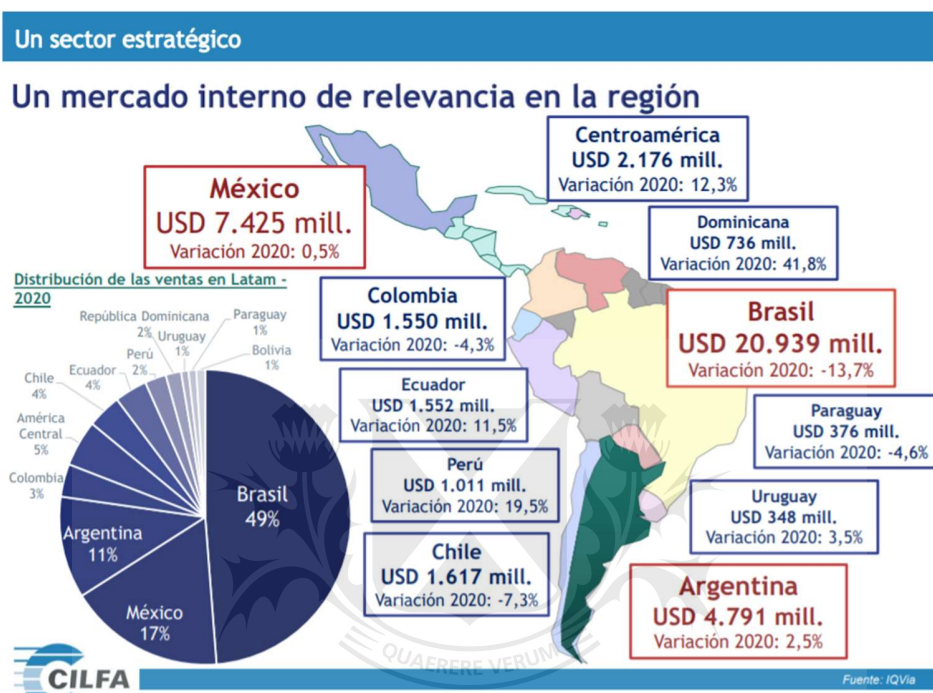 Un sector estratégico
Un mercado interno de relevancia en la región
Centroamérica
USD 2.176 mill.
Variación 2020: 12,3%
México
USD 7.425 mill.
Variación 2020: 0,5%
Dominicana
USD 736 mill.
Variación 2020: 41,8%
Distribución de las ventas en Latam -
2020
Colombia
USD 1.550 mill.
Variación 2020: -4,3%
Brasil
USD 20.939 mill.
Variación 2020: -13,7%
República Dominicana
2%
Paraguay
1%
Uruguay
1%
Bolivia
1%
Perú
2%
Ecuador
4%
Chile
4%
América
Central
5%
Colombia
3%
Argentina
11%
México
17%
Brasil
49%
Ecuador
USD 1.552 mill.
Variación 2020: 11,5%
Paraguay
USD 376 mill.
Variación 2020: -4,6%
Perú
USD 1.011 mill.
Variación 2020: 19,5%
Uruguay
USD 348 mill.
Variación 2020: 3,5%
Chile
USD 1.617 mill.
Variación 2020: -7,3%
Argentina
USD 4.791 mill.
Variación 2020: 2,5%
QUAERERE VERUM
CILFA
Fuente: IQVia